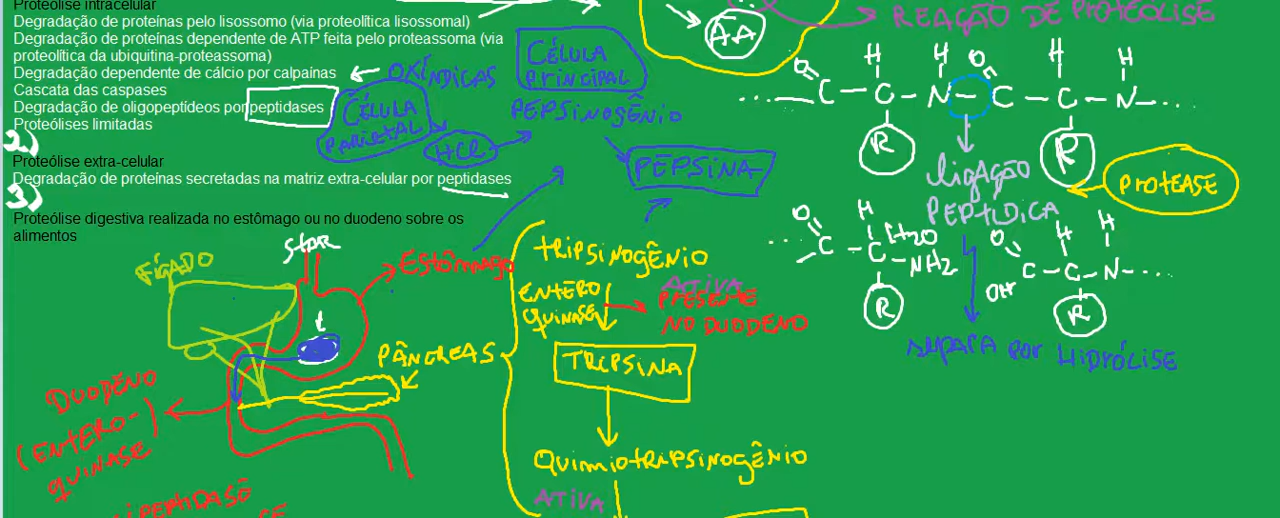 Proteólise intracelular
Degradação de proteínas pelo lisossomo (via proteolítica lisossomal)
Degradação de proteínas dependente de ATP feita pelo proteassoma (via
proteolítica da ubiquitina-proteassoma)
Degradação dependente de cálcio por calpaínas
Cascata das caspases
Degradação de oligopeptídeos por peptidases
Proteólises limitadas
2.)
Proteólise extra-celular
Degradação de proteínas secretadas na matriz extra-celular por peptidases
3)
Proteólise digestiva realizada no estômago ou no duodeno sobre os
alimentos
OXÍNDICAS
CÉLULA
PARIETAL
HCl
CÉLULA
PRINCIPAL
PEPSINOGÊNIO
PEPSINA
AA
REAÇÃO DE PROTEÓLISE
O H H O H H
... C - C - N - C - C - N - ...
R R
LIGAÇÃO
PEPTÍDICA
PROTEASE
O H H2O O H H
... C - C - NH2 OH C - C - N - ...
R R
SEPARA POR HIDRÓLISE
FÍGADO
ESTÔMAGO
PÂNCREAS
DUODENO
(ENTERO-
QUINASE)
TRIPSINOGÊNIO
ENTERO
QUINASE
ATIVA
PRESENTE
NO DUODENO
TRIPSINA
QUIMIOTRIPSINOGÊNIO
ATIVA